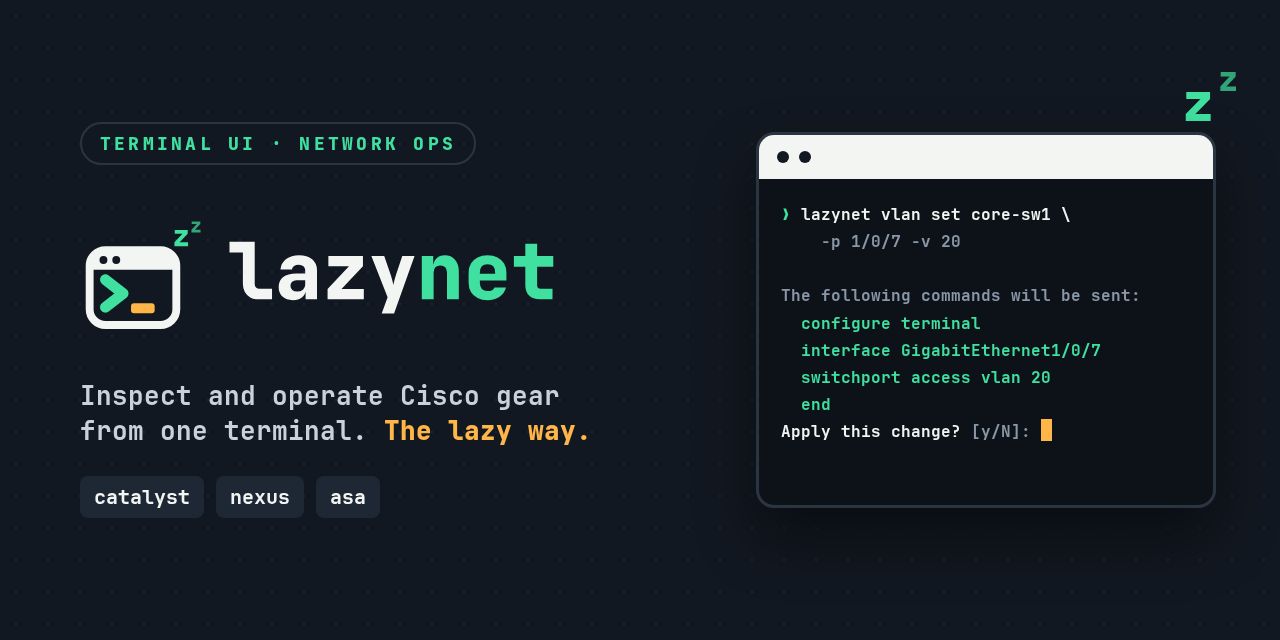 TERMINAL UI · NETWORK OPS
z z
lazynet
Inspect and operate Cisco gear
from one terminal. The lazy way.
catalyst nexus asa
z z
❯ lazynet vlan set core-sw1 \
-p 1/0/7 -v 20
The following commands will be sent:
configure terminal
interface GigabitEthernet1/0/7
switchport access vlan 20
end
Apply this change? [y/N]: